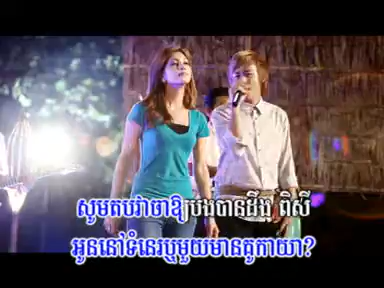 សូមតបវាចាឱ្យបងបានដឹង ពិសី
អូននៅទំនេរឬមួយមានគូកាយា?